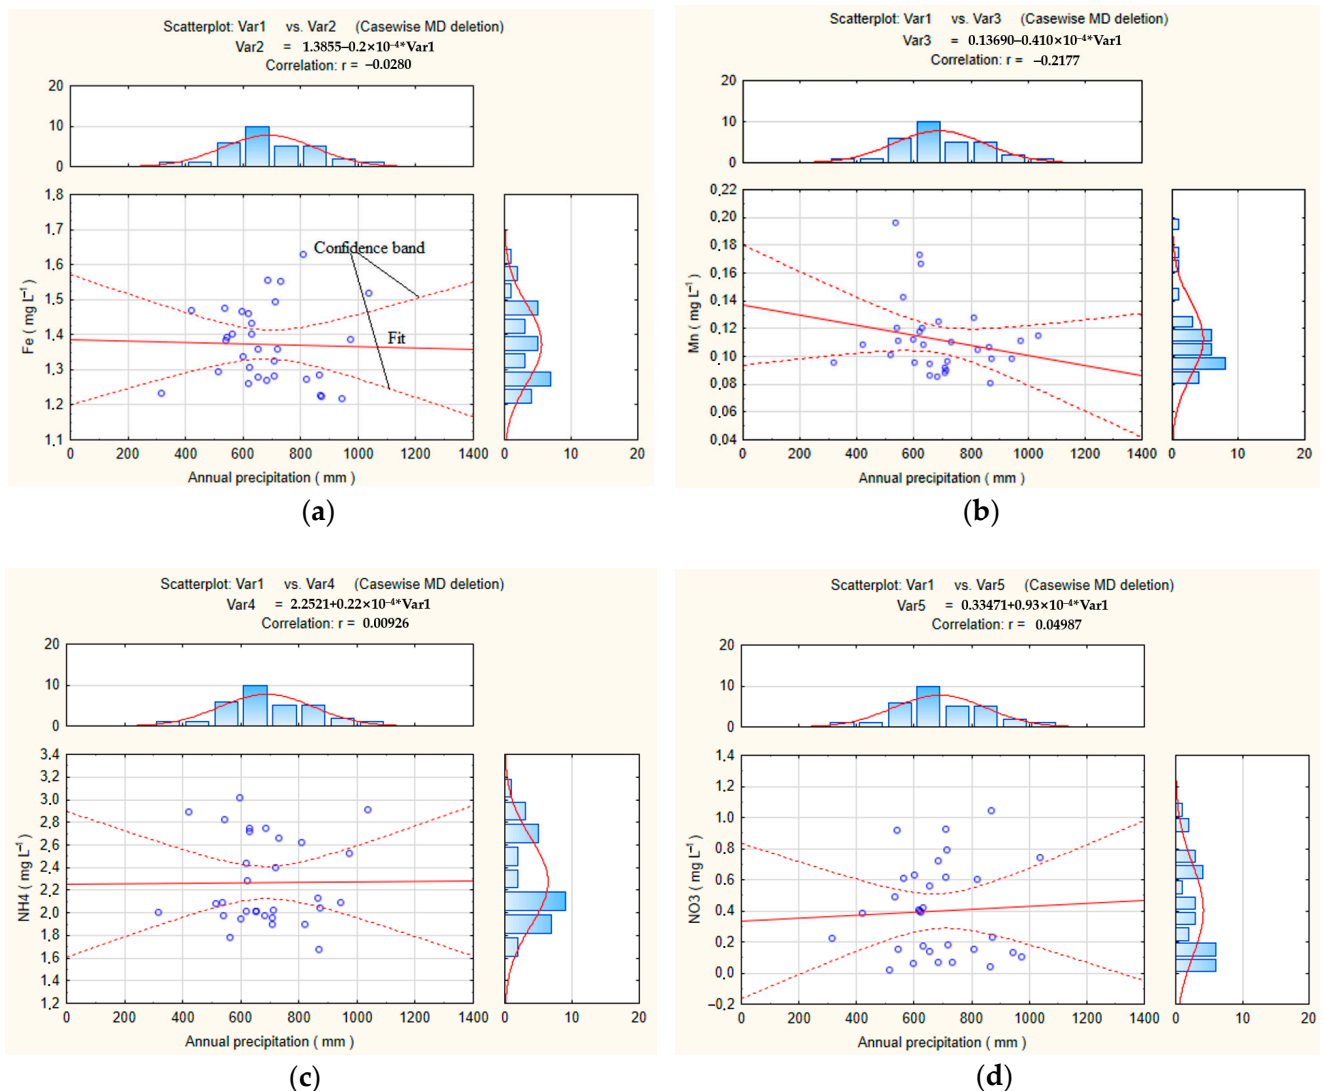 Scatterplot: Var1 vs. Var2 (Casewise MD deletion)
Var2 = 1.3855–0.2×10⁻⁴*Var1
Correlation: r = –0.0280
20
10
0
1.8
1.7
1.6
1.5
1.4
1.3
1.2
1.1
Fe ( mg L⁻¹ )
Confidence band
Fit
0 200 400 600 800 1000 1200 1400
0 10 20
Annual precipitation ( mm )
(a)
Scatterplot: Var1 vs. Var3 (Casewise MD deletion)
Var3 = 0.13690–0.410×10⁻⁴*Var1
Correlation: r = –0.2177
20
10
0
0,22
0,20
0,18
0,16
0,14
0,12
0,10
0,08
0,06
0,04
Mn ( mg L⁻¹ )
0 200 400 600 800 1000 1200 1400
0 10 20
Annual precipitation ( mm )
(b)
Scatterplot: Var1 vs. Var4 (Casewise MD deletion)
Var4 = 2.2521+0.22×10⁻⁴*Var1
Correlation: r = 0.00926
20
10
0
3,4
3,2
3,0
2,8
2,6
2,4
2,2
2,0
1,8
1,6
1,4
1,2
NH4 ( mg L⁻¹ )
0 200 400 600 800 1000 1200 1400
0 10 20
Annual precipitation ( mm )
(c)
Scatterplot: Var1 vs. Var5 (Casewise MD deletion)
Var5 = 0.33471+0.93×10⁻⁴*Var1
Correlation: r = 0.04987
20
10
0
1.4
1.2
1.0
0.8
0.6
0.4
0.2
0.0
–0.2
NO3 ( mg L⁻¹ )
0 200 400 600 800 1000 1200 1400
0 10 20
Annual precipitation ( mm )
(d)